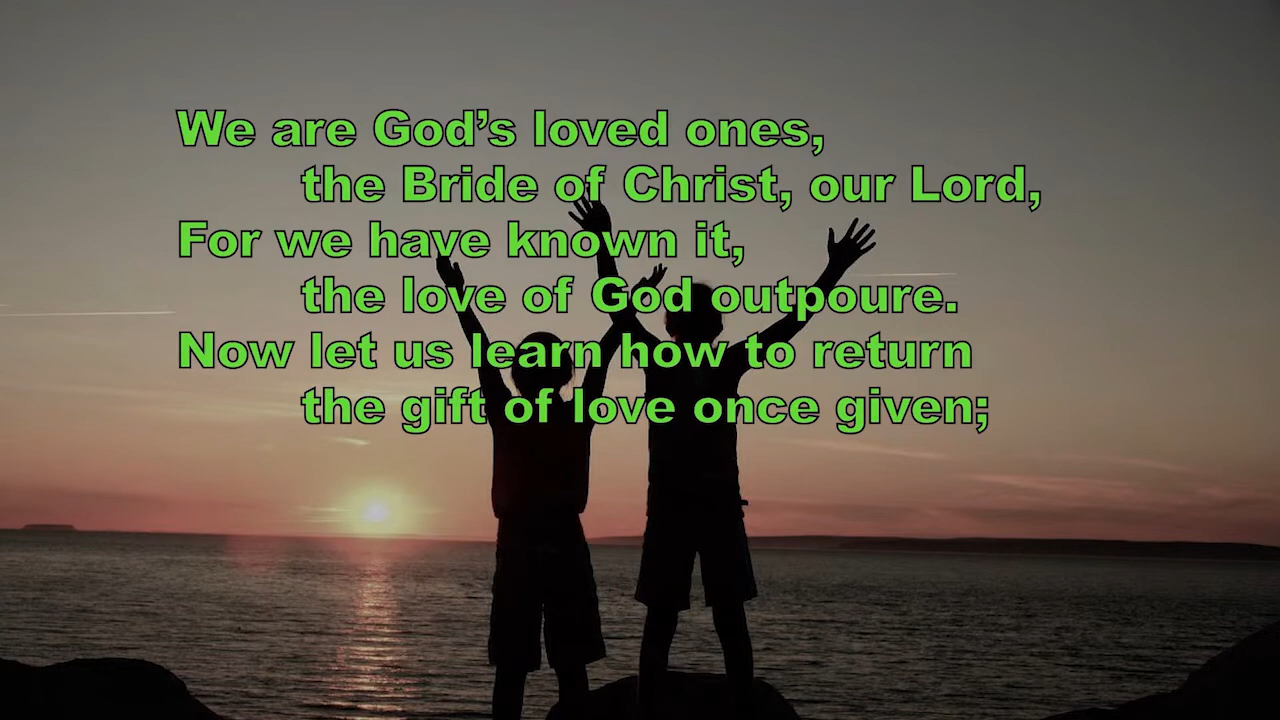 We are God’s loved ones,
the Bride of Christ, our Lord,
For we have known it,
the love of God outpoure.
Now let us learn how to return
the gift of love once given;